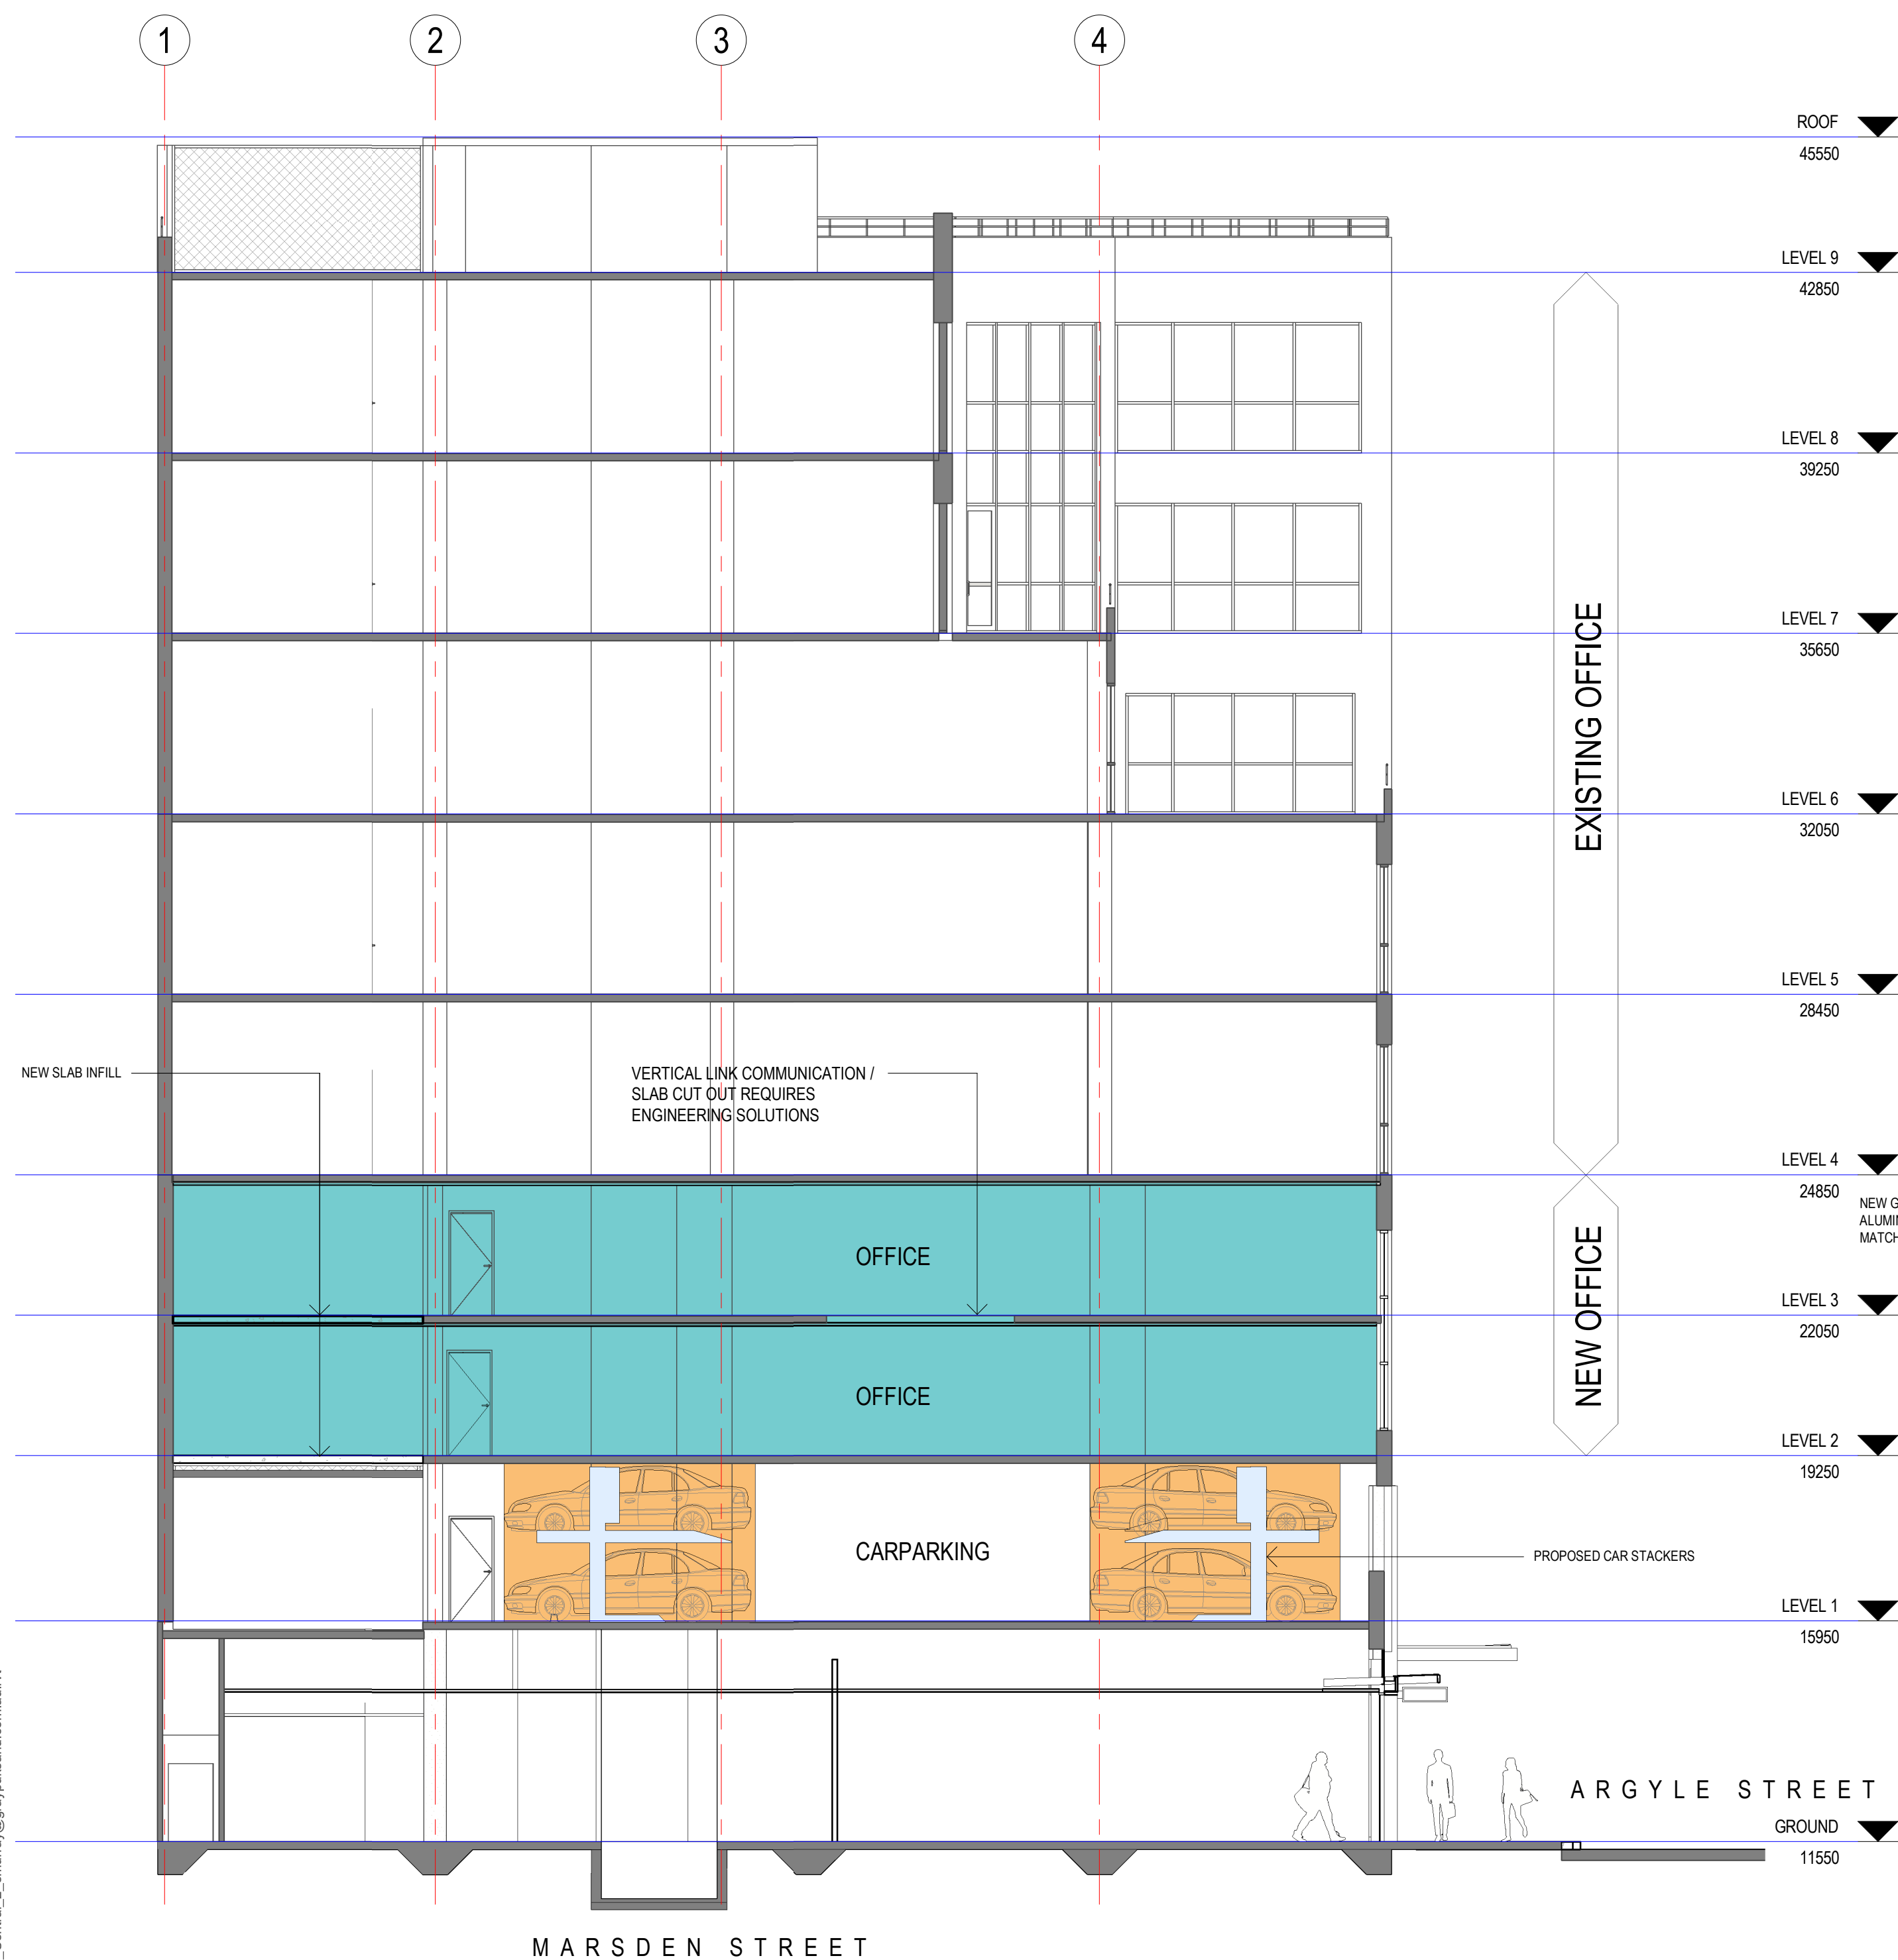 1
2
3
4
ROOF
45550
LEVEL 9
42850
LEVEL 8
39250
LEVEL 7
35650
EXISTING OFFICE
LEVEL 6
32050
LEVEL 5
28450
NEW SLAB INFILL
VERTICAL LINK COMMUNICATION /
SLAB CUT OUT REQUIRES
ENGINEERING SOLUTIONS
LEVEL 4
24850
NEW
MATCH
OFFICE
NEW OFFICE
LEVEL 3
22050
OFFICE
LEVEL 2
19250
CARPARKING
PROPOSED CAR STACKERS
LEVEL 1
15950
ARGYLE STREET
GROUND
11550
MARSDEN STREET